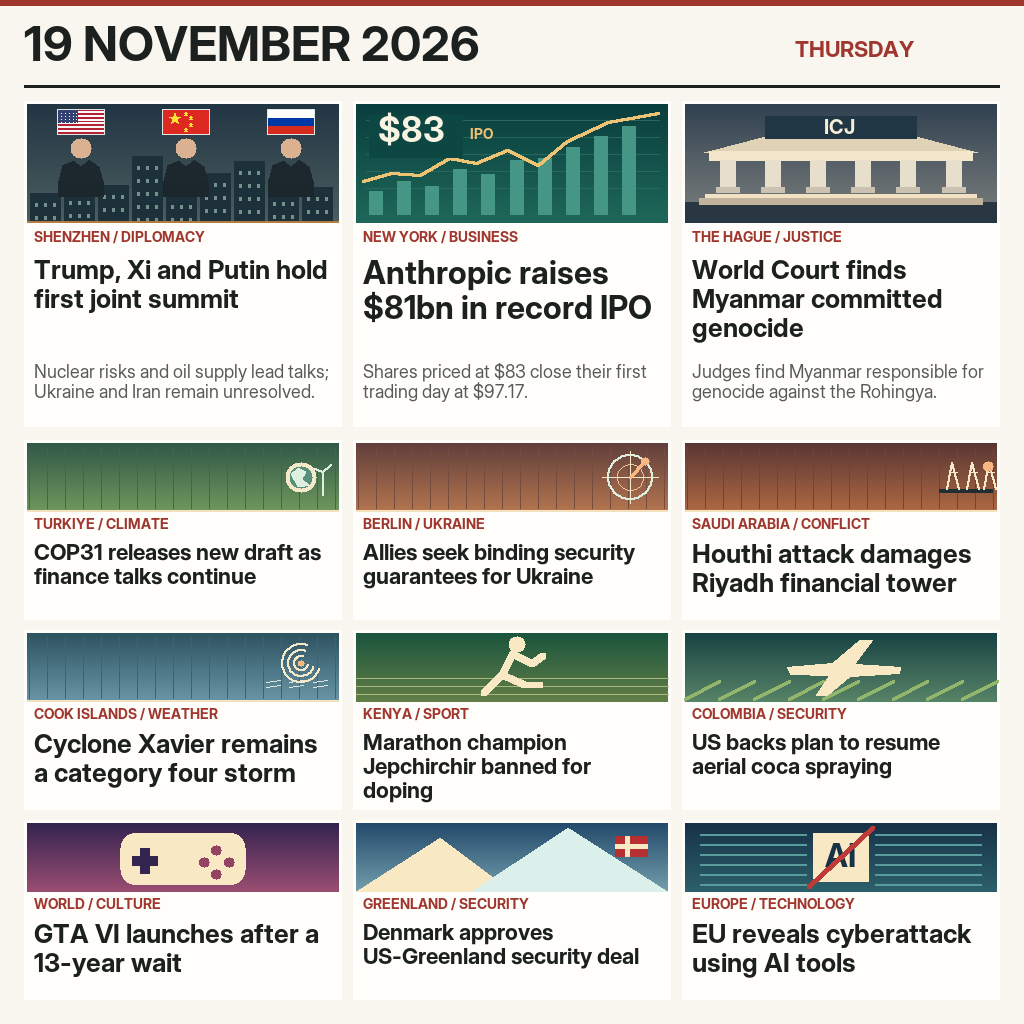 19 NOVEMBER 2026
THURSDAY
SHENZHEN / DIPLOMACY
Trump, Xi and Putin hold
first joint summit
Nuclear risks and oil supply lead talks;
Ukraine and Iran remain unresolved.
$83
IPO
NEW YORK / BUSINESS
Anthropic raises
$81bn in record IPO
Shares priced at $83 close their first
trading day at $97.17.
ICJ
THE HAGUE / JUSTICE
World Court finds
Myanmar committed
genocide
Judges find Myanmar responsible for
genocide against the Rohingya.
TURKIYE / CLIMATE
COP31 releases new draft as
finance talks continue
BERLIN / UKRAINE
Allies seek binding security
guarantees for Ukraine
SAUDI ARABIA / CONFLICT
Houthi attack damages
Riyadh financial tower
COOK ISLANDS / WEATHER
Cyclone Xavier remains
a category four storm
KENYA / SPORT
Marathon champion
Jepchirchir banned for
doping
COLOMBIA / SECURITY
US backs plan to resume
aerial coca spraying
WORLD / CULTURE
GTA VI launches after a
13-year wait
GREENLAND / SECURITY
Denmark approves
US-Greenland security deal
AI
EUROPE / TECHNOLOGY
EU reveals cyberattack
using AI tools